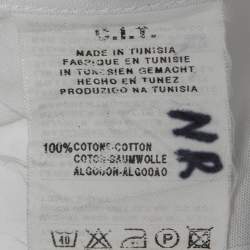 C.I.T.
MADE IN TUNISIA
FABRIQUE EN TUNISIE
IN TUNESIEN GEMACHT
HECHO EN TUNEZ
PRODUZIDO NA TUNISIA
NR
100% COTONE-COTTON
COTON-BAUMWOLLE
ALGODON-ALGODAO
40